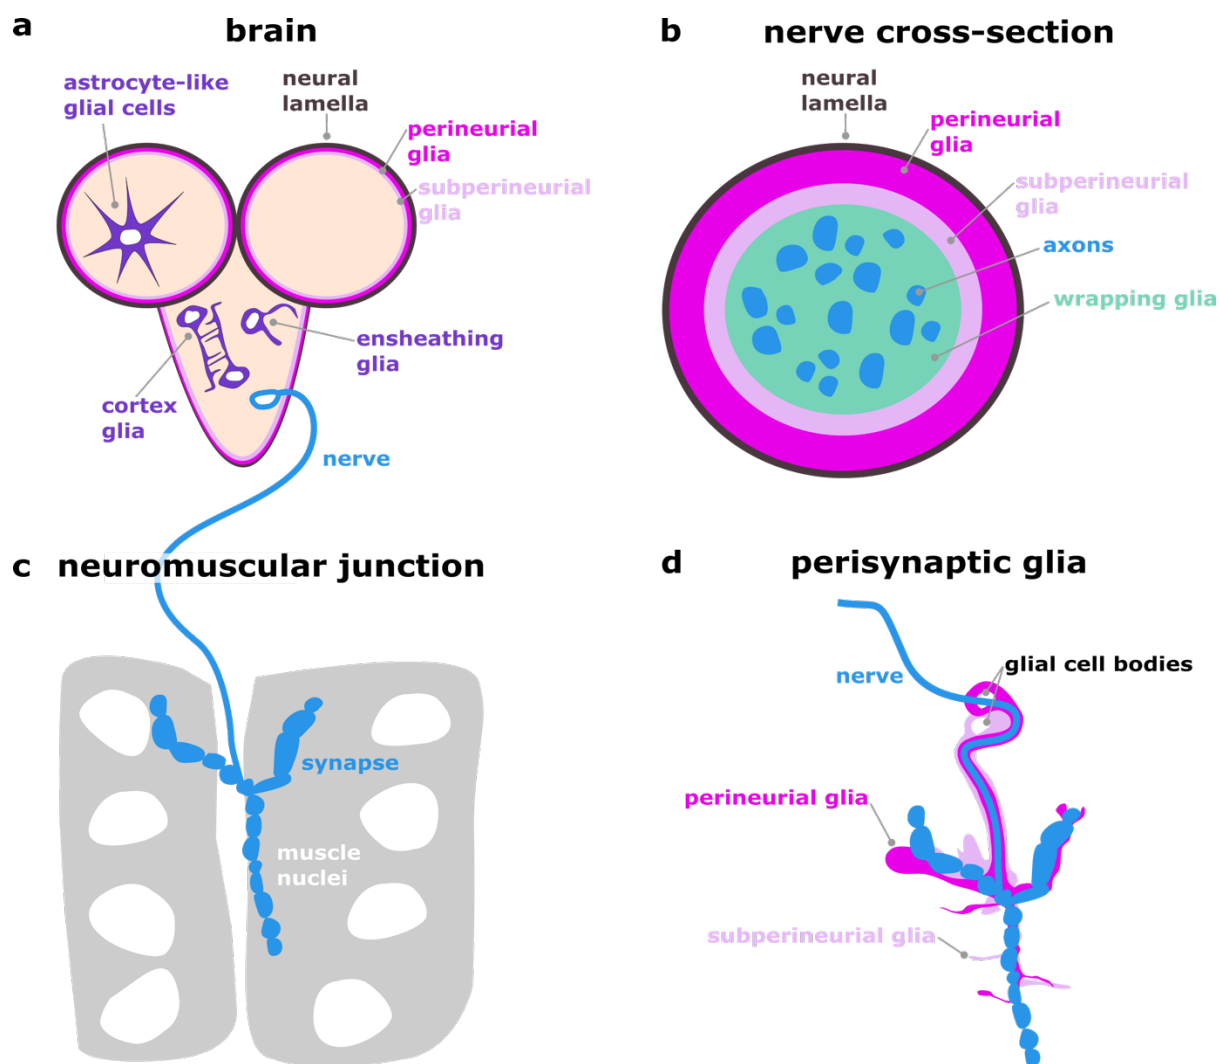 a
brain
astrocyte-like
glial cells
neural
lamella
perineurial
glia
subperineurial
glia
ensheathing
glia
cortex
glia
nerve
b
nerve cross-section
neural
lamella
perineurial
glia
subperineurial
glia
axons
wrapping glia
c
neuromuscular junction
synapse
muscle
nuclei
d
perisynaptic glia
glial cell bodies
nerve
perineurial glia
subperineurial glia